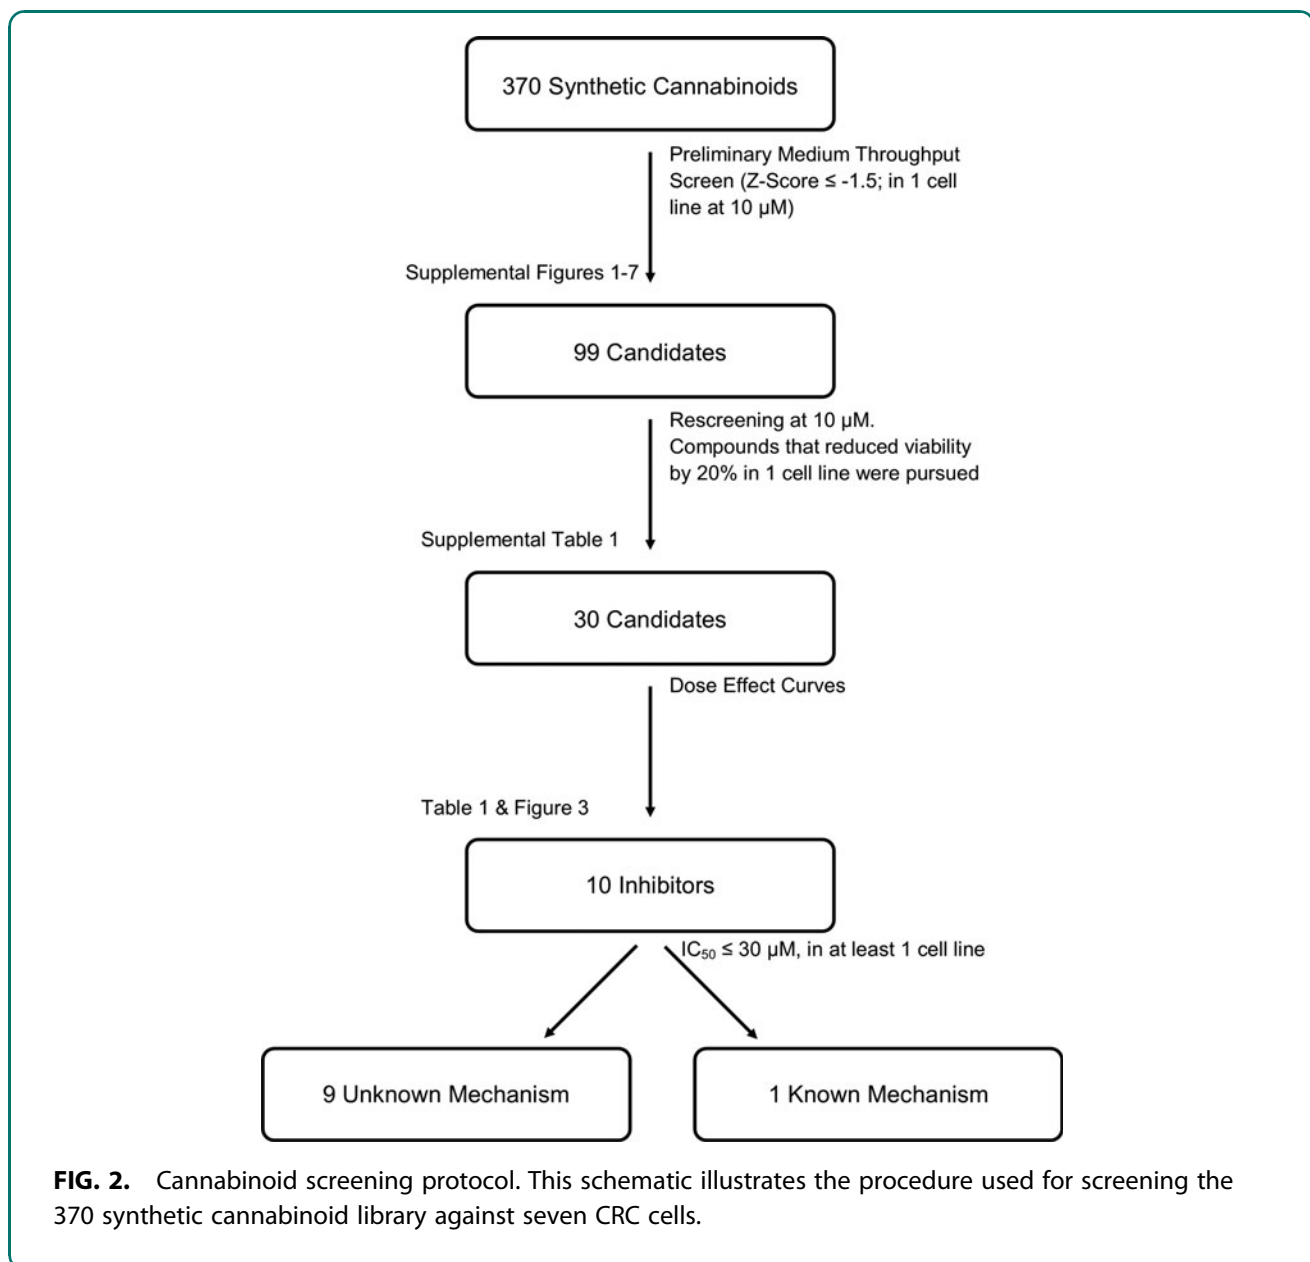 370 Synthetic Cannabinoids
Preliminary Medium Throughput
Screen (Z-Score ≤ -1.5; in 1 cell
line at 10 µM)
Supplemental Figures 1-7
99 Candidates
Rescreening at 10 µM.
Compounds that reduced viability
by 20% in 1 cell line were pursued
Supplemental Table 1
30 Candidates
Dose Effect Curves
Table 1 & Figure 3
10 Inhibitors
IC₅₀ ≤ 30 µM, in at least 1 cell line
9 Unknown Mechanism
1 Known Mechanism
FIG. 2. Cannabinoid screening protocol. This schematic illustrates the procedure used for screening the
370 synthetic cannabinoid library against seven CRC cells.